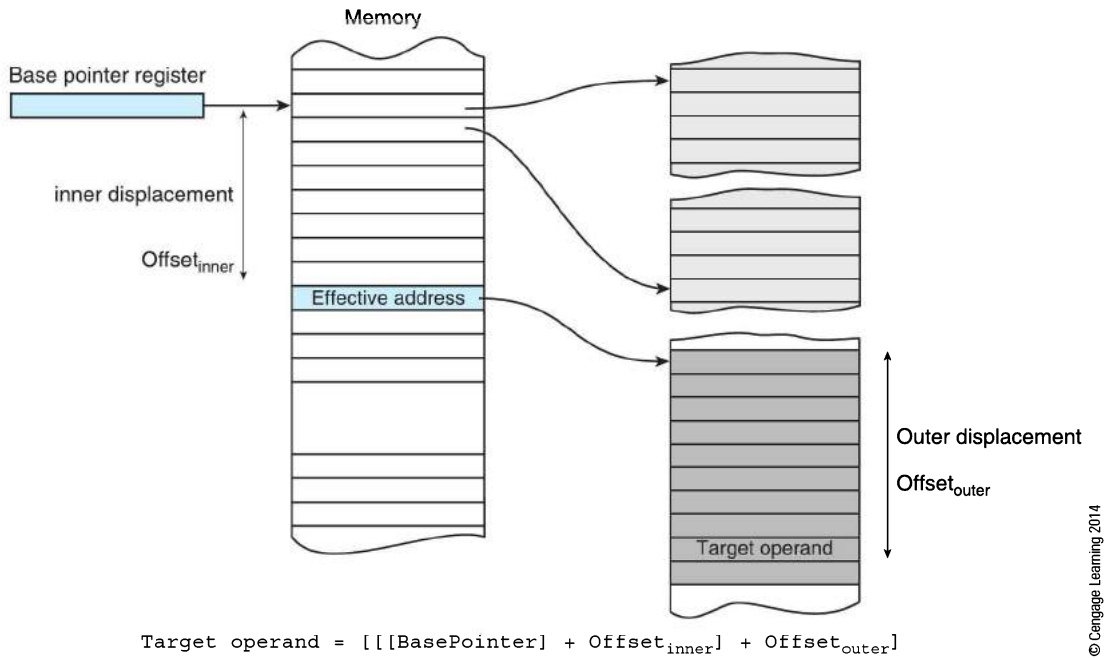 Memory
Base pointer register
inner displacement
Offsetinner
Effective address
Outer displacement
Offsetouter
Target operand
Target operand = [[[BasePointer] + Offsetinner] + Offsetouter]
© Cengage Learning 2014